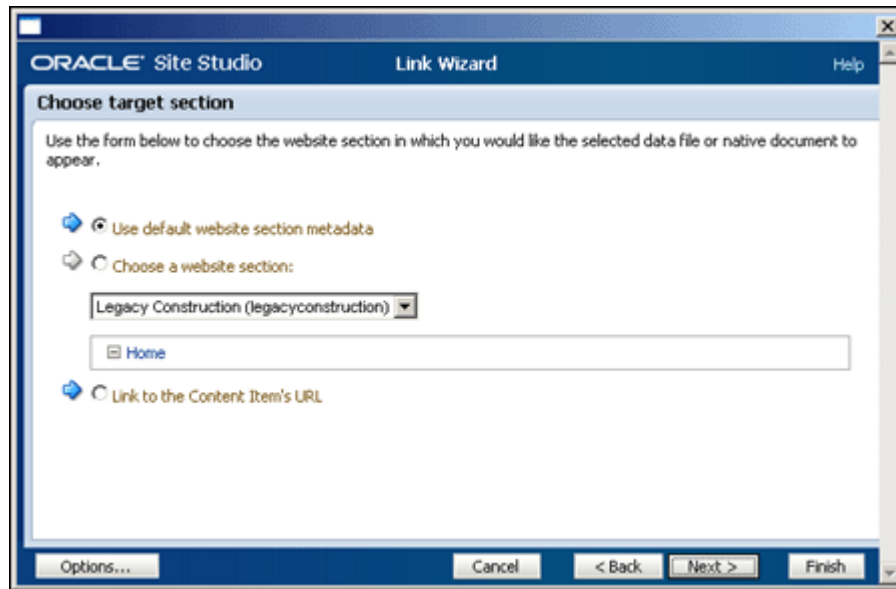 ORACLE® Site Studio Link Wizard Help
Choose target section
Use the form below to choose the website section in which you would like the selected data file or native document to
appear.
Use default website section metadata
Choose a website section:
Legacy Construction (legacyconstruction)
Home
Link to the Content Item's URL
Options... Cancel < Back Next > Finish